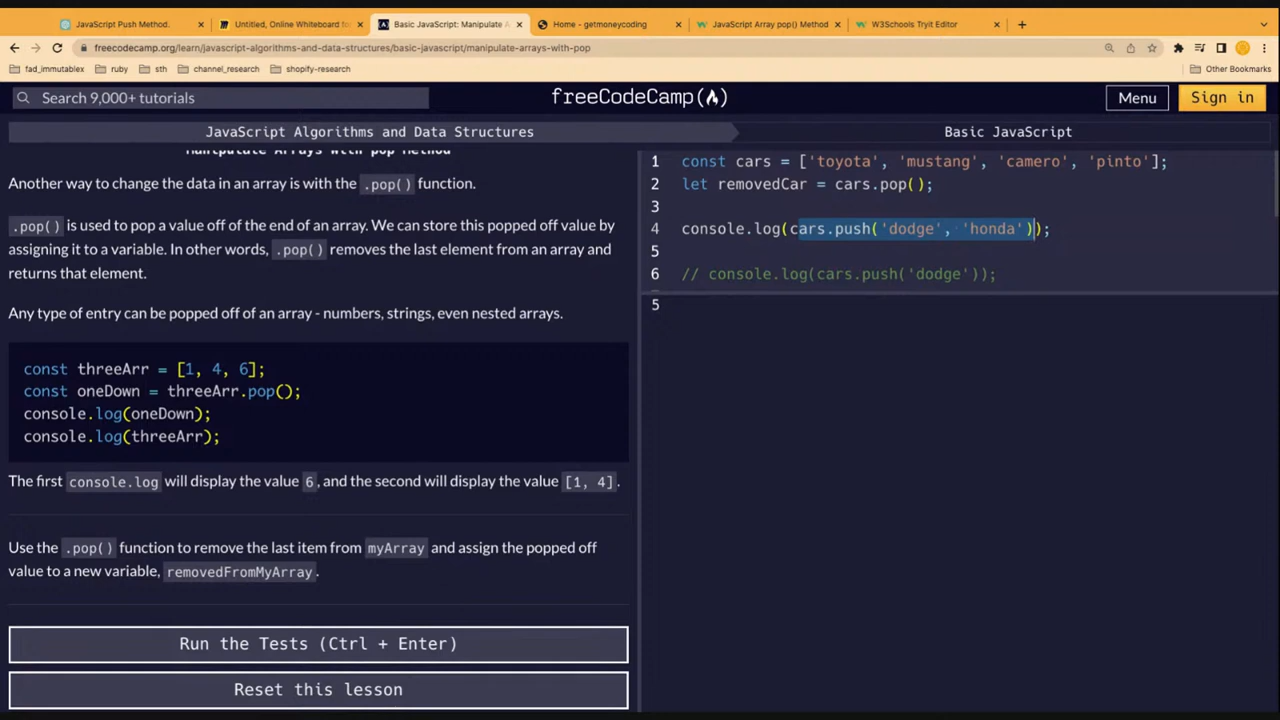 JavaScript Push Method.
Untitled, Online Whiteboard for
Basic JavaScript: Manipulate A
Home - getmoneycoding
JavaScript Array pop() Method
W3Schools Tryit Editor
freecodecamp.org/learn/javascript-algorithms-and-data-structures/basic-javascript/manipulate-arrays-with-pop
fad_immutablex
ruby
sth
channel_research
shopify-research
Other Bookmarks
Search 9,000+ tutorials
freeCodeCamp
Menu
Sign in
JavaScript Algorithms and Data Structures
Basic JavaScript
Manipulate Arrays with pop Method
Another way to change the data in an array is with the .pop() function.
.pop() is used to pop a value off of the end of an array. We can store this popped off value by
assigning it to a variable. In other words, .pop() removes the last element from an array and
returns that element.
Any type of entry can be popped off of an array - numbers, strings, even nested arrays.
const threeArr = [1, 4, 6];
const oneDown = threeArr.pop();
console.log(oneDown);
console.log(threeArr);
The first console.log will display the value 6, and the second will display the value [1, 4].
Use the .pop() function to remove the last item from myArray and assign the popped off
value to a new variable, removedFromMyArray.
Run the Tests (Ctrl + Enter)
Reset this lesson
1 const cars = ['toyota', 'mustang', 'camero', 'pinto'];
2 let removedCar = cars.pop();
3
4 console.log(cars.push('dodge', 'honda'));
5
6 // console.log(cars.push('dodge'));
5